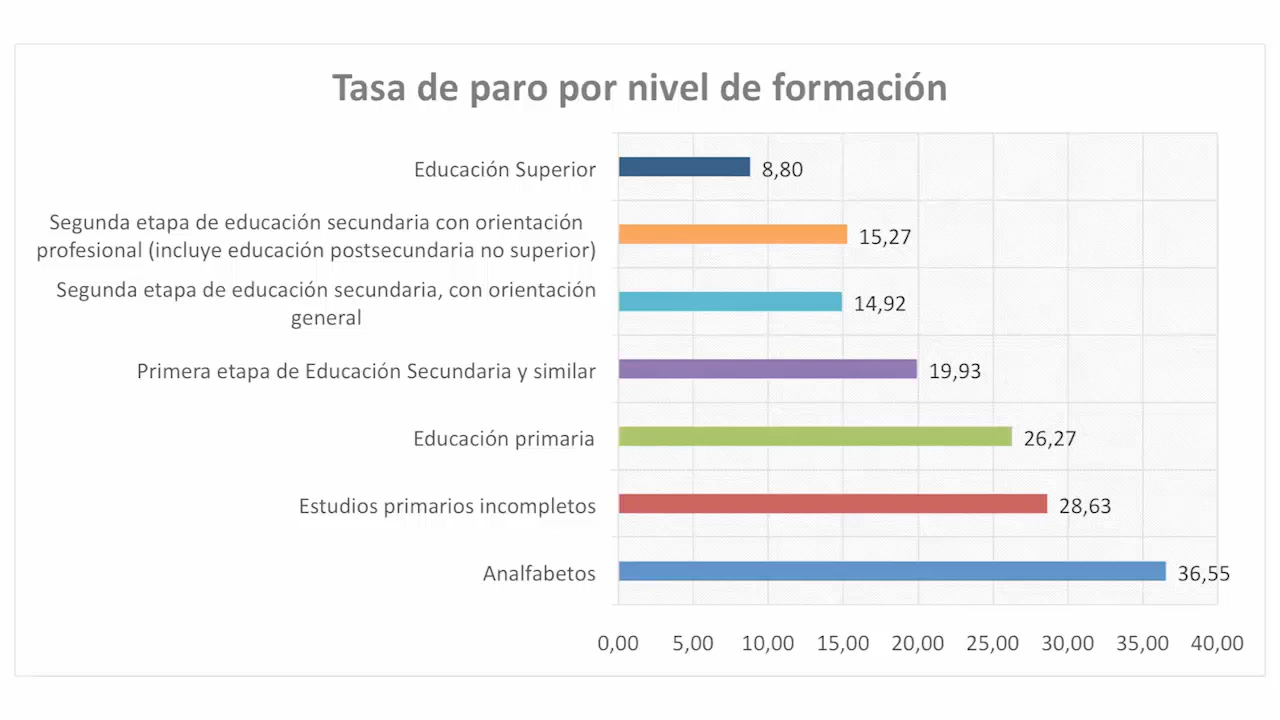 Tasa de paro por nivel de formación
Educación Superior
8,80
Segunda etapa de educación secundaria con orientación
profesional (incluye educación postsecundaria no superior)
15,27
Segunda etapa de educación secundaria, con orientación
general
14,92
Primera etapa de Educación Secundaria y similar
19,93
Educación primaria
26,27
Estudios primarios incompletos
28,63
Analfabetos
36,55
0,00 5,00 10,00 15,00 20,00 25,00 30,00 35,00 40,00